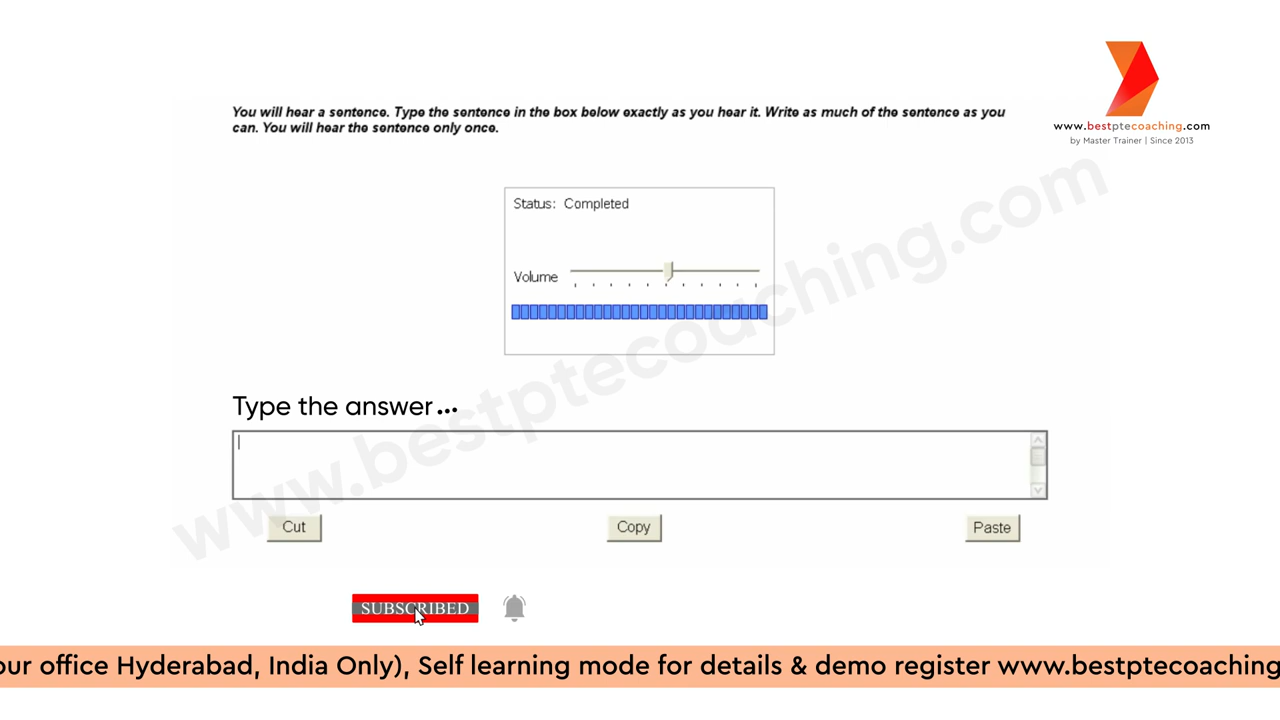 www.bestptecoaching.com
by Master Trainer | Since 2013
You will hear a sentence. Type the sentence in the box below exactly as you hear it. Write as much of the sentence as you
can. You will hear the sentence only once.
Status: Completed
Volume
www.bestptecoaching.com
Type the answer...
Cut Copy Paste
SUBSCRIBED
our office Hyderabad, India Only), Self learning mode for details & demo register www.bestptecoaching